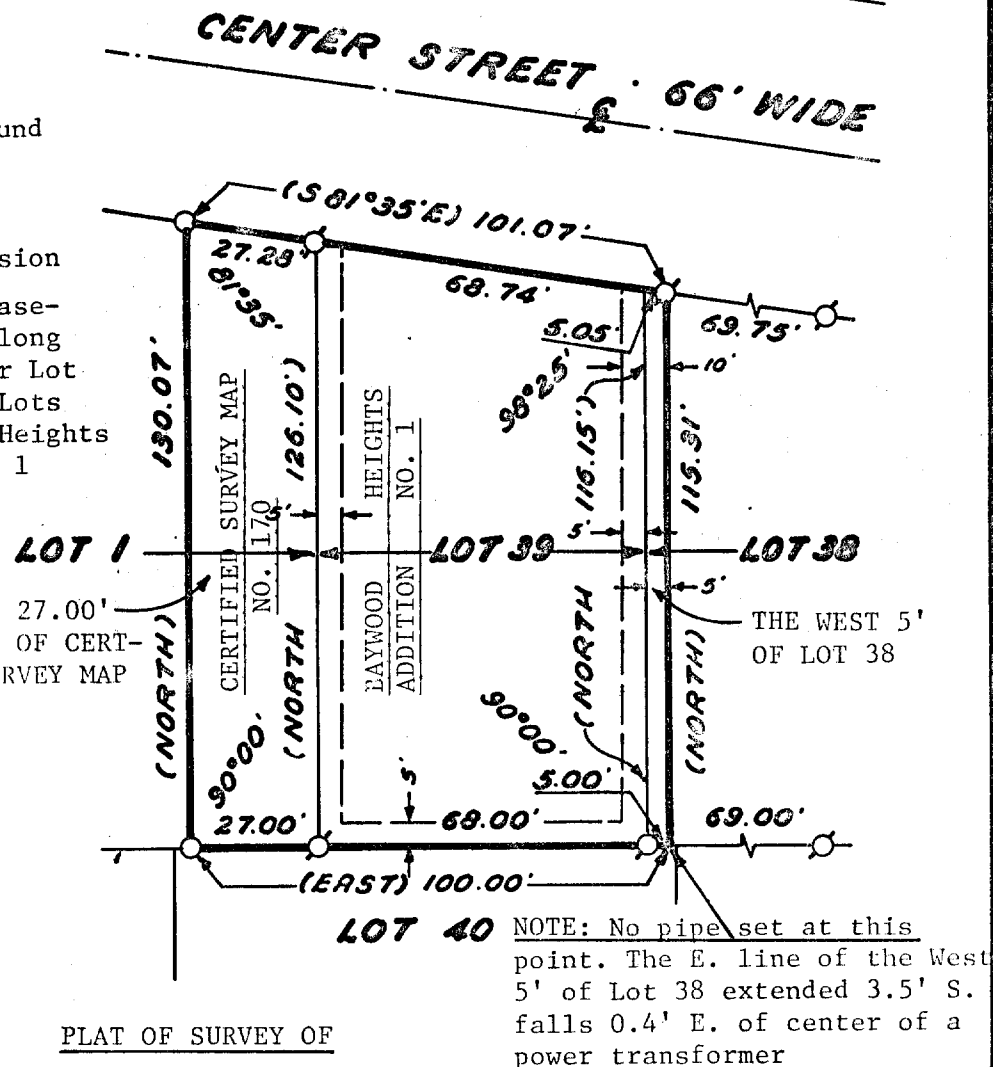 CENTER STREET · 66' WIDE
℄
und
(S 81°35'E) 101.07'
sion
27.28'
68.74'
81°35'
ase-
long
r Lot
Lots
Heights
1
5.05'
69.75'
98°25'
10'
130.07'
126.10')
116.15')
115.31'
CERTIFIED SURVEY MAP
NO. 170
BAYWOOD HEIGHTS
ADDITION NO. 1
5'
5'
LOT 1
LOT 39
LOT 38
5'
27.00'
OF CERT-
RVEY MAP
THE WEST 5'
OF LOT 38
(NORTH)
(NORTH
(NORTH
(NORTH)
90°00'
90°00'
5'
5.00'
27.00'
68.00'
69.00'
(EAST) 100.00'
LOT 40
NOTE: No pipe set at this
point. The E. line of the West
5' of Lot 38 extended 3.5' S.
falls 0.4' E. of center of a
power transformer
PLAT OF SURVEY OF